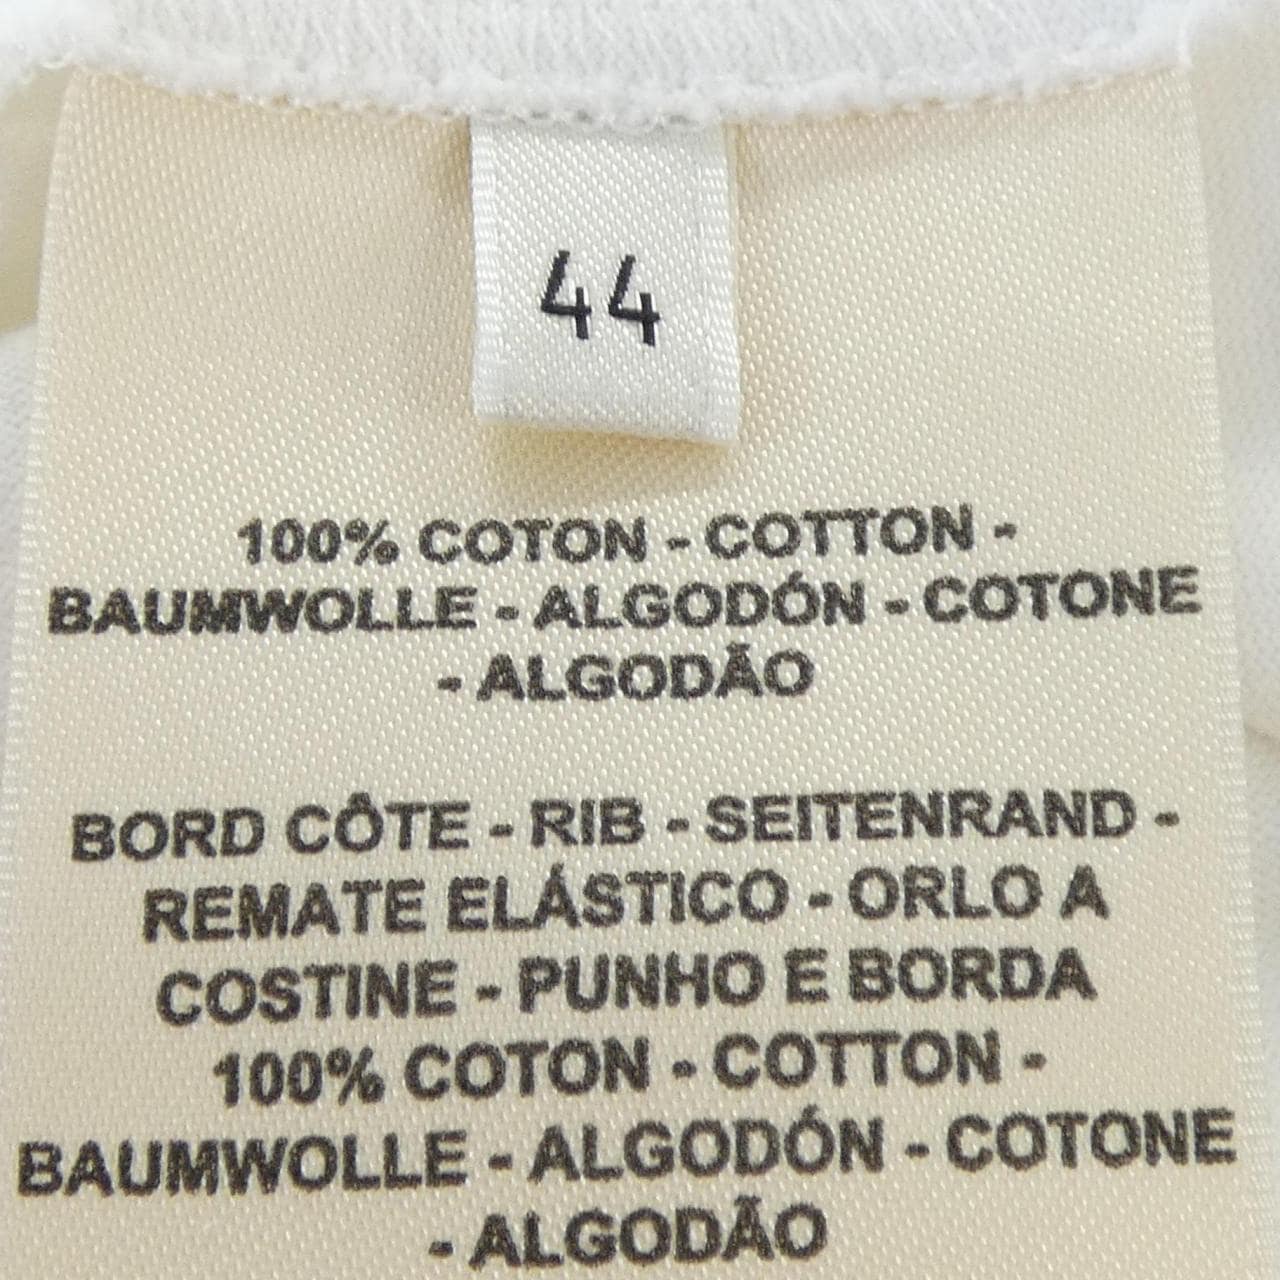 44
100% COTON - COTTON -
BAUMWOLLE - ALGODÓN - COTONE
- ALGODÃO
BORD CÔTE - RIB - SEITENRAND -
REMATE ELÁSTICO - ORLO A
COSTINE - PUNHO E BORDA
100% COTON - COTTON -
BAUMWOLLE - ALGODÓN - COTONE
- ALGODÃO